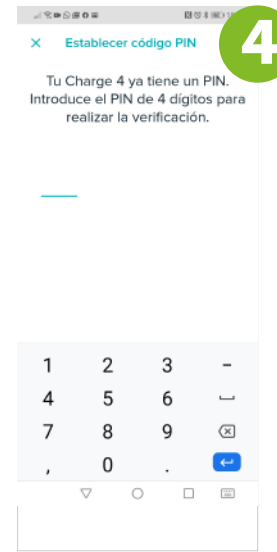 4
Establecer código PIN
Tu Charge 4 ya tiene un PIN.
Introduce el PIN de 4 dígitos para
realizar la verificación.
1 2 3 -
4 5 6
7 8 9
, 0 .